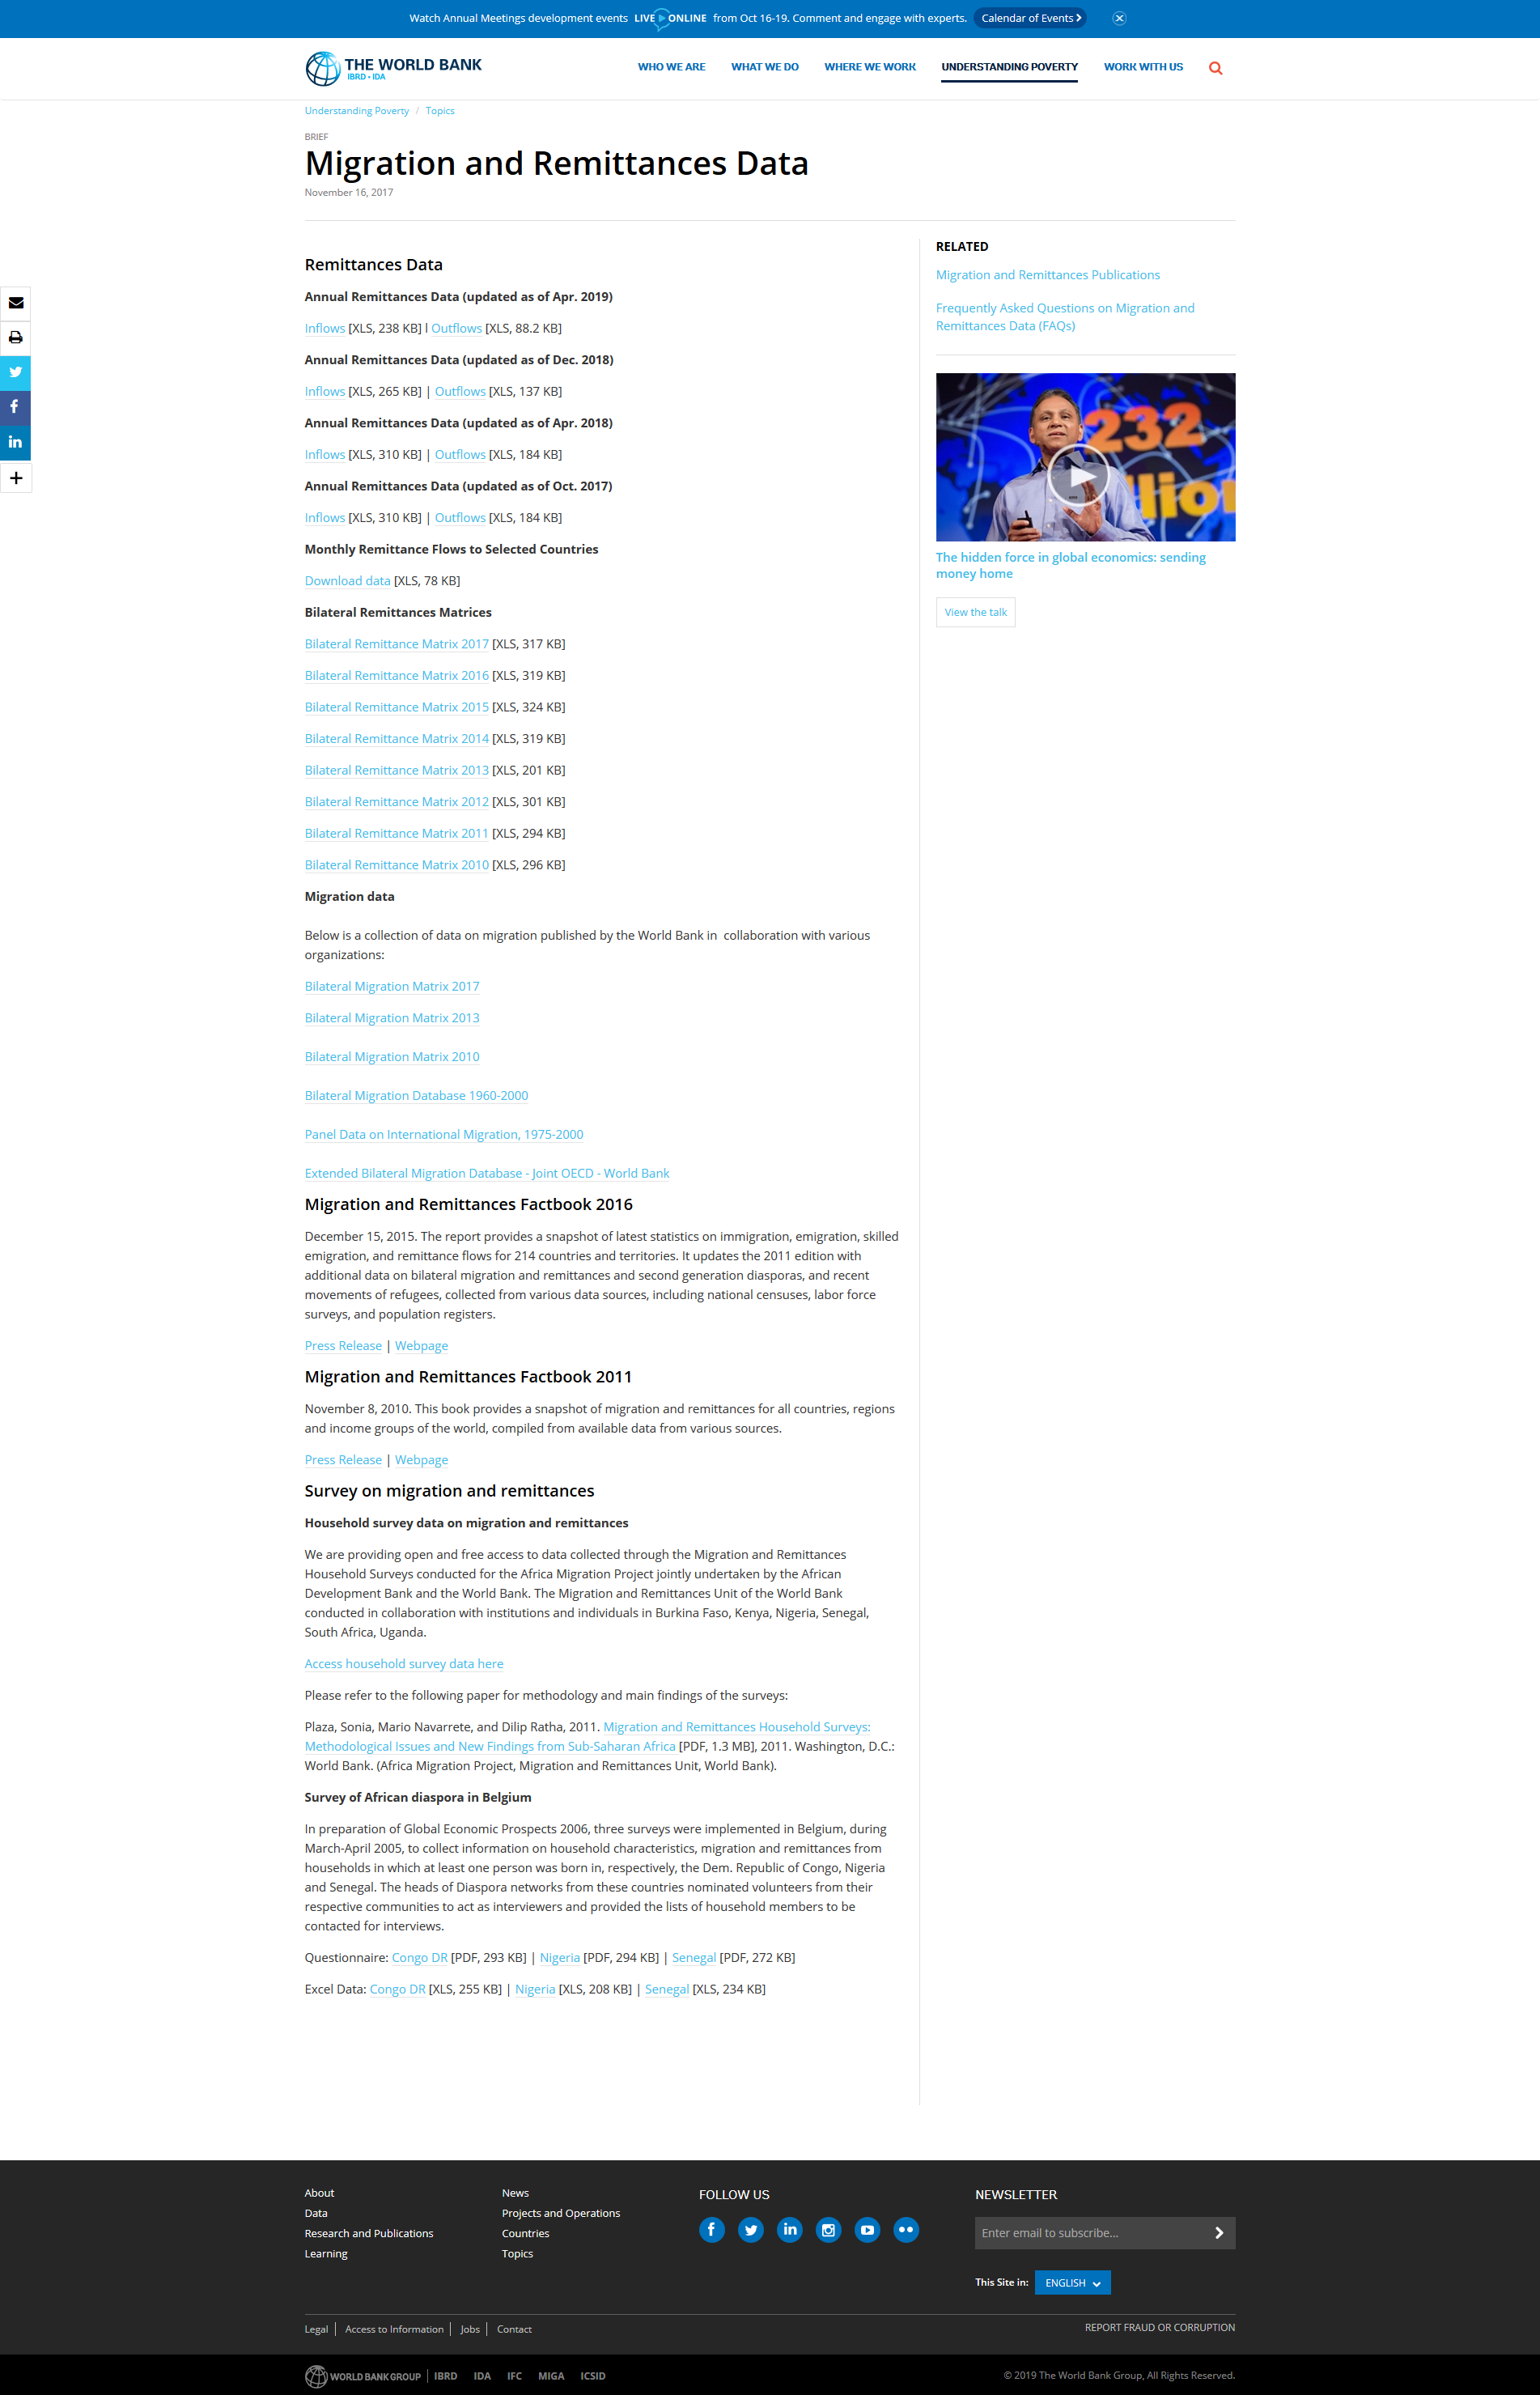 Watch Annual Meetings development events LIVE ONLINE from Oct 16-19. Comment and engage with experts. Calendar of Events
THE WORLD BANK
IBRD • IDA
WHO WE ARE WHAT WE DO WHERE WE WORK UNDERSTANDING POVERTY WORK WITH US
Understanding Poverty / Topics
BRIEF
Migration and Remittances Data
November 16, 2017
Remittances Data
Annual Remittances Data (updated as of Apr. 2019)
Inflows [XLS, 238 KB] l Outflows [XLS, 88.2 KB]
Annual Remittances Data (updated as of Dec. 2018)
Inflows [XLS, 265 KB] | Outflows [XLS, 137 KB]
Annual Remittances Data (updated as of Apr. 2018)
Inflows [XLS, 310 KB] | Outflows [XLS, 184 KB]
Annual Remittances Data (updated as of Oct. 2017)
Inflows [XLS, 310 KB] | Outflows [XLS, 184 KB]
Monthly Remittance Flows to Selected Countries
Download data [XLS, 78 KB]
Bilateral Remittances Matrices
Bilateral Remittance Matrix 2017 [XLS, 317 KB]
Bilateral Remittance Matrix 2016 [XLS, 319 KB]
Bilateral Remittance Matrix 2015 [XLS, 324 KB]
Bilateral Remittance Matrix 2014 [XLS, 319 KB]
Bilateral Remittance Matrix 2013 [XLS, 201 KB]
Bilateral Remittance Matrix 2012 [XLS, 301 KB]
Bilateral Remittance Matrix 2011 [XLS, 294 KB]
Bilateral Remittance Matrix 2010 [XLS, 296 KB]
Migration data
Below is a collection of data on migration published by the World Bank in  collaboration with various
organizations:
Bilateral Migration Matrix 2017
Bilateral Migration Matrix 2013
Bilateral Migration Matrix 2010
Bilateral Migration Database 1960-2000
Panel Data on International Migration, 1975-2000
Extended Bilateral Migration Database - Joint OECD - World Bank
Migration and Remittances Factbook 2016
December 15, 2015. The report provides a snapshot of latest statistics on immigration, emigration, skilled
emigration, and remittance flows for 214 countries and territories. It updates the 2011 edition with
additional data on bilateral migration and remittances and second generation diasporas, and recent
movements of refugees, collected from various data sources, including national censuses, labor force
surveys, and population registers.
Press Release | Webpage
Migration and Remittances Factbook 2011
November 8, 2010. This book provides a snapshot of migration and remittances for all countries, regions
and income groups of the world, compiled from available data from various sources.
Press Release | Webpage
Survey on migration and remittances
Household survey data on migration and remittances
We are providing open and free access to data collected through the Migration and Remittances
Household Surveys conducted for the Africa Migration Project jointly undertaken by the African
Development Bank and the World Bank. The Migration and Remittances Unit of the World Bank
conducted in collaboration with institutions and individuals in Burkina Faso, Kenya, Nigeria, Senegal,
South Africa, Uganda.
Access household survey data here
Please refer to the following paper for methodology and main findings of the surveys:
Plaza, Sonia, Mario Navarrete, and Dilip Ratha, 2011. Migration and Remittances Household Surveys:
Methodological Issues and New Findings from Sub-Saharan Africa [PDF, 1.3 MB], 2011. Washington, D.C.:
World Bank. (Africa Migration Project, Migration and Remittances Unit, World Bank).
Survey of African diaspora in Belgium
In preparation of Global Economic Prospects 2006, three surveys were implemented in Belgium, during
March-April 2005, to collect information on household characteristics, migration and remittances from
households in which at least one person was born in, respectively, the Dem. Republic of Congo, Nigeria
and Senegal. The heads of Diaspora networks from these countries nominated volunteers from their
respective communities to act as interviewers and provided the lists of household members to be
contacted for interviews.
Questionnaire: Congo DR [PDF, 293 KB] | Nigeria [PDF, 294 KB] | Senegal [PDF, 272 KB]
Excel Data: Congo DR [XLS, 255 KB] | Nigeria [XLS, 208 KB] | Senegal [XLS, 234 KB]
RELATED
Migration and Remittances Publications
Frequently Asked Questions on Migration and
Remittances Data (FAQs)
232
llion
The hidden force in global economics: sending
money home
View the talk
About
Data
Research and Publications
Learning
News
Projects and Operations
Countries
Topics
FOLLOW US
NEWSLETTER
Enter email to subscribe...
This Site in: ENGLISH
Legal | Access to Information | Jobs | Contact
REPORT FRAUD OR CORRUPTION
WORLD BANK GROUP | IBRD IDA IFC MIGA ICSID
© 2019 The World Bank Group, All Rights Reserved.